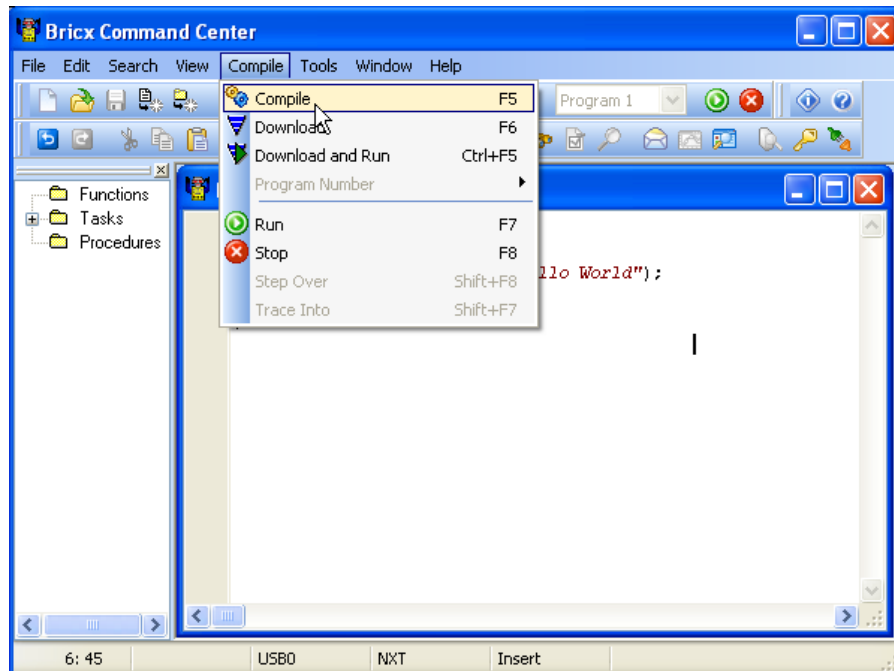 Bricx Command Center
File Edit Search View Compile Tools Window Help
Compile F5
Download F6
Download and Run Ctrl+F5
Program Number
Run F7
Stop F8
Step Over Shift+F8
Trace Into Shift+F7
Program 1
Functions
Tasks
Procedures
llo World");
6: 45 USB0 NXT Insert